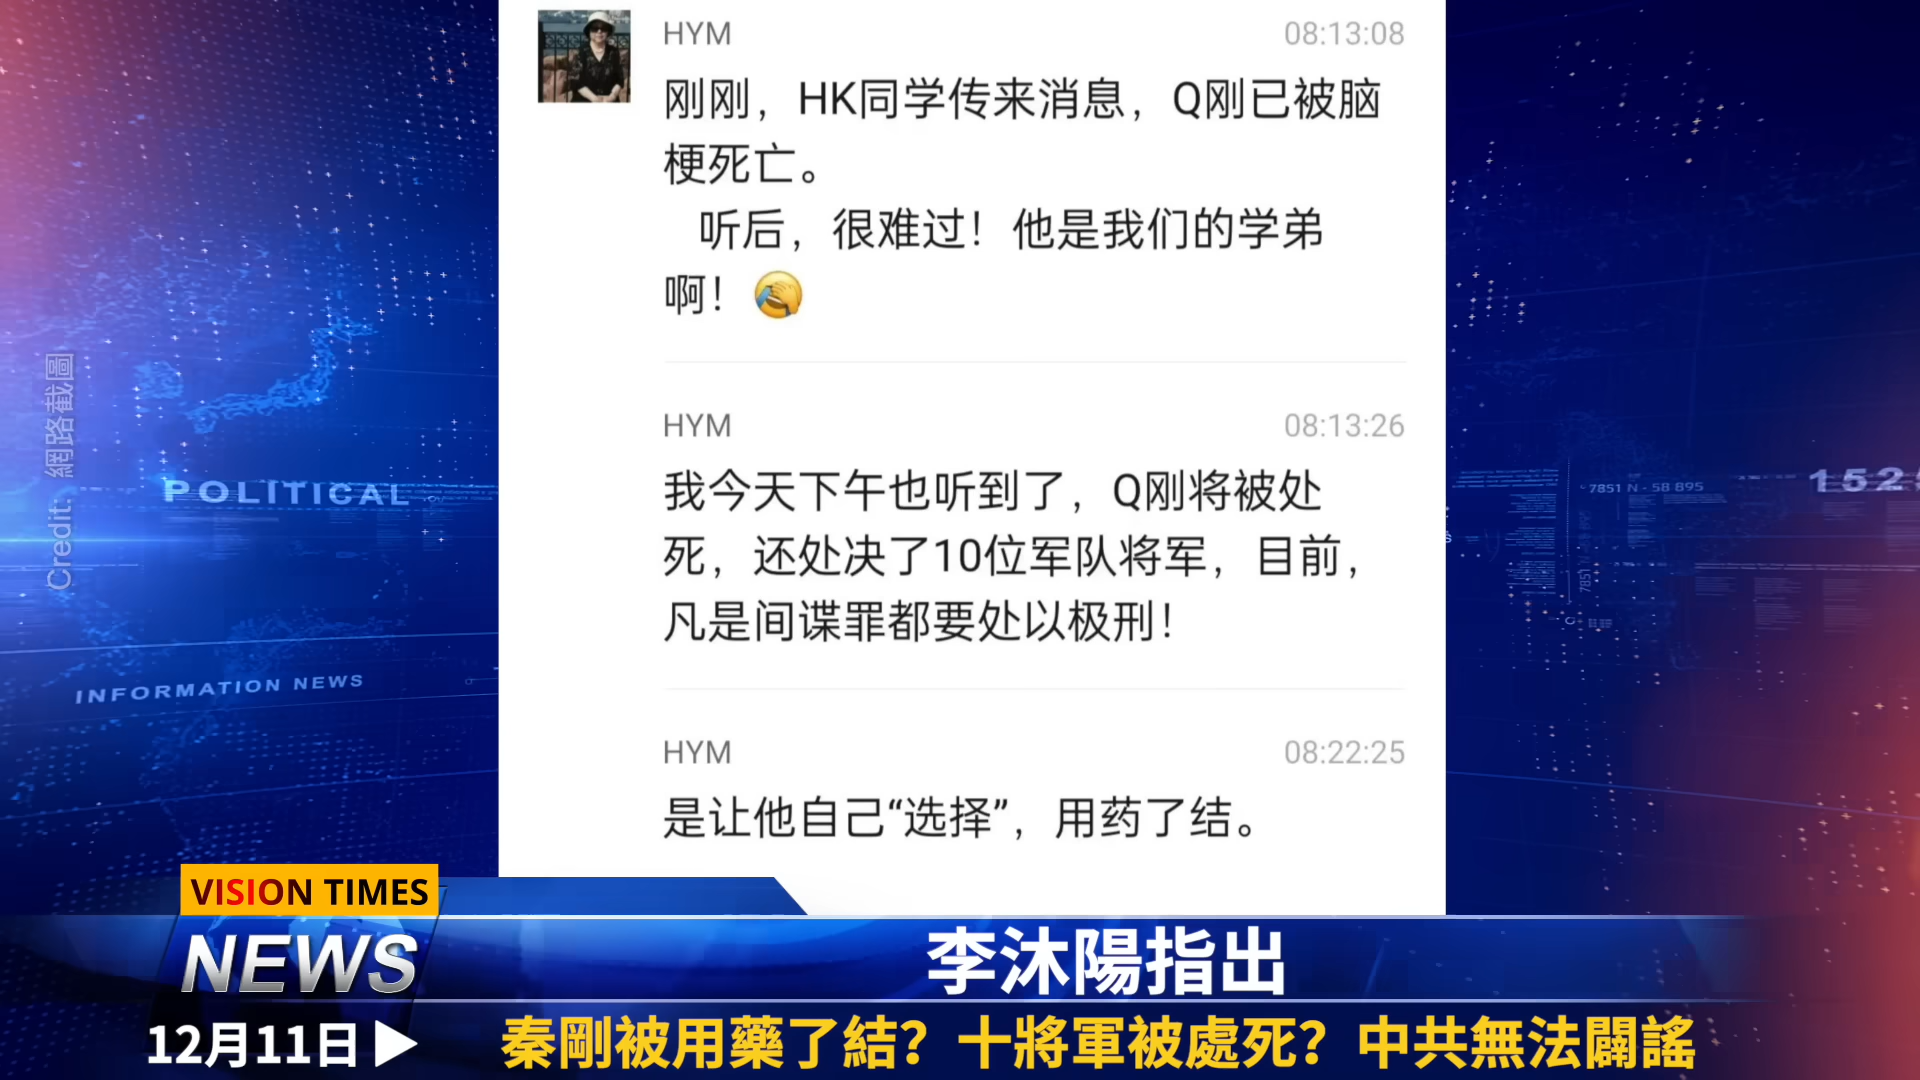 HYM
08:13:08
刚刚，HK同学传来消息，Q刚已被脑
梗死亡。
听后，很难过！他是我们的学弟
啊！
HYM
08:13:26
我今天下午也听到了，Q刚将被处
死，还处决了10位军队将军，目前，
凡是间谍罪都要处以极刑！
HYM
08:22:25
是让他自己“选择”，用药了结。
Credit: 網路截圖
POLITICAL
INFORMATION NEWS
7851 N - 58 895
152
7851
VISION TIMES
NEWS
李沐陽指出
12月11日
秦剛被用藥了結？十將軍被處死？中共無法闢謠